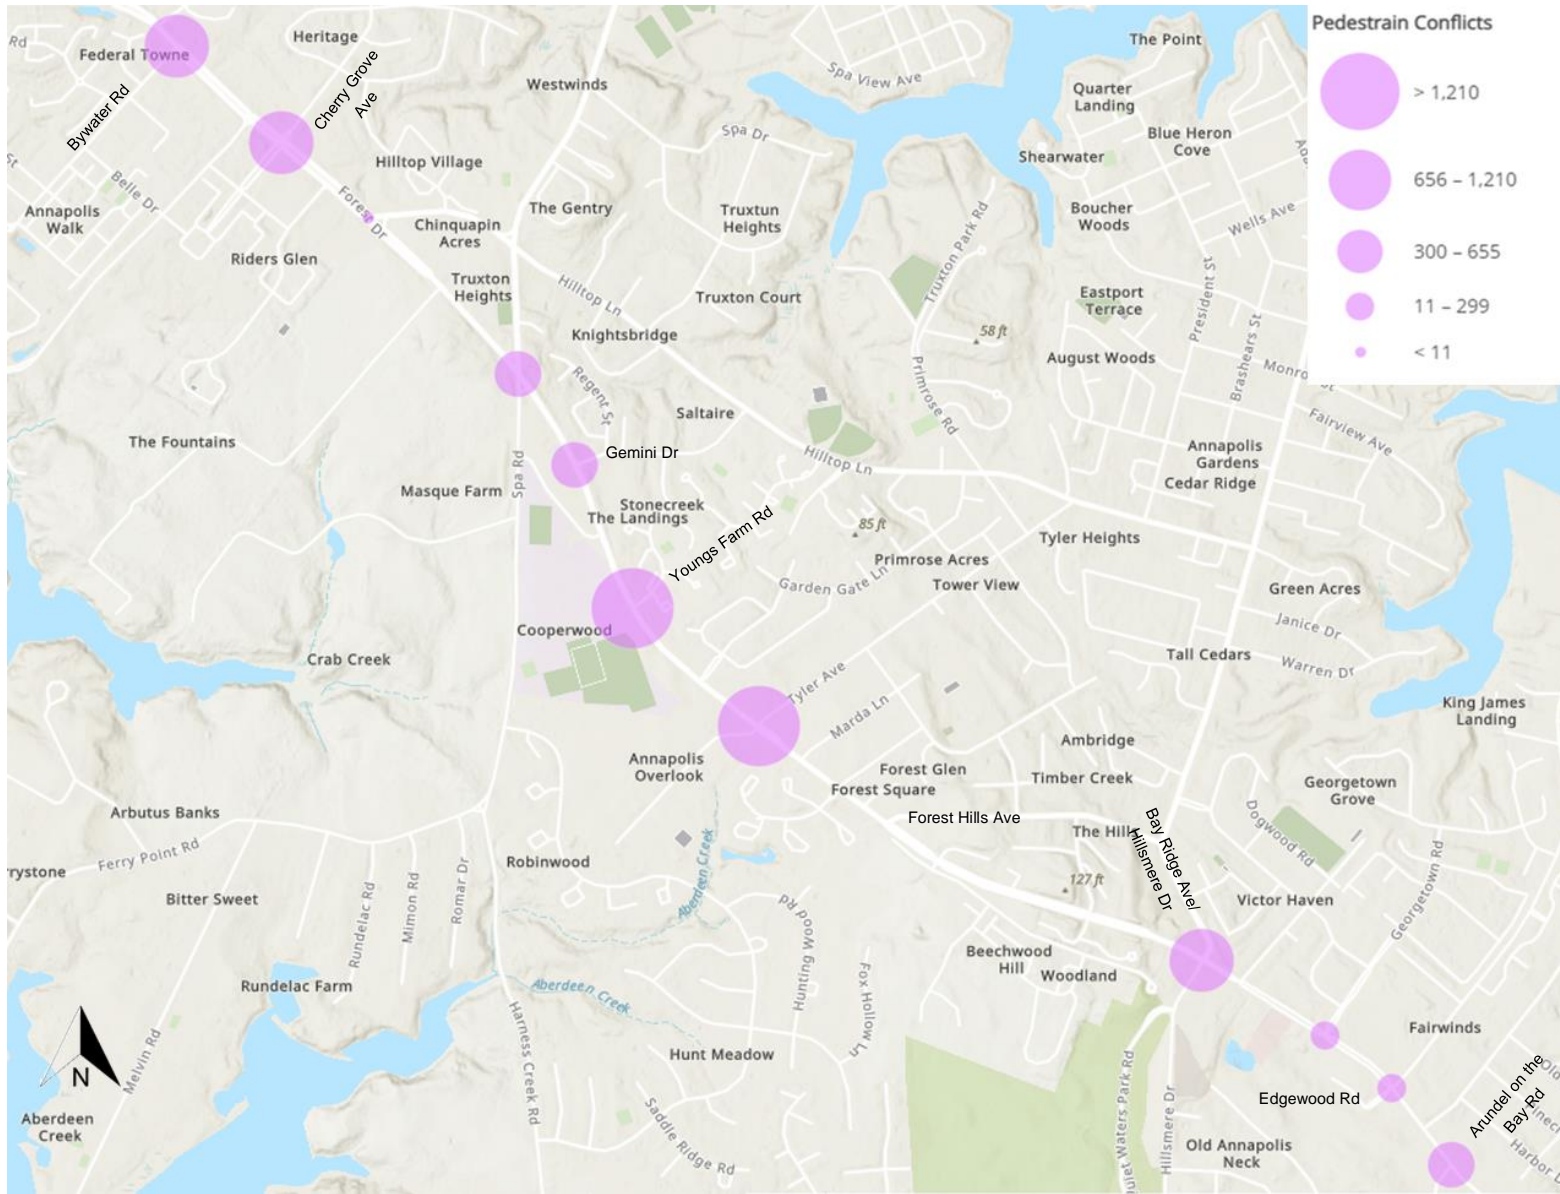 Pedestrain Conflicts
> 1,210
656 – 1,210
300 – 655
11 – 299
< 11
Rd
Federal Towne
Heritage
Cherry Grove
Ave
Bywater Rd
Westwinds
Spa View Ave
The Point
Quarter
Landing
Blue Heron
Cove
Spa Dr
Shearwater
St
Hilltop Village
Belle Dr
Annapolis
Walk
Forest Dr
Chinquapin
Acres
The Gentry
Truxtun
Heights
Truxton Park Rd
Boucher
Woods
Wells Ave
Riders Glen
Truxton
Heights
Hilltop Ln
Truxton Court
Eastport
Terrace
President St
Knightsbridge
58 ft
August Woods
Brashears St
Regent St
Primrose Rd
Saltaire
Fairview Ave
The Fountains
Gemini Dr
Hilltop Ln
Annapolis
Gardens
Cedar Ridge
Spa Rd
Masque Farm
Stonecreek
The Landings
Youngs Farm Rd
85 ft
Tyler Heights
Primrose Acres
Garden Gate Ln
Tower View
Green Acres
Cooperwood
Janice Dr
Crab Creek
Tall Cedars
Warren Dr
Tyler Ave
Marda Ln
King James
Landing
Annapolis
Overlook
Ambridge
Forest Glen
Timber Creek
Forest Square
Georgetown
Grove
Arbutus Banks
Forest Hills Ave
The Hill
Bay Ridge Ave/
Hillsmere Dr
Dogwood Rd
Ferry Point Rd
rrystone
Robinwood
Aberdeen Creek
127 ft
Bitter Sweet
Rundelac Rd
Mimon Rd
Romar Dr
Victor Haven
Georgetown Rd
Hunting Wood Rd
Fox Hollow Ln
Beechwood
Hill
Woodland
Rundelac Farm
Aberdeen Creek
Harness Creek Rd
Fairwinds
N
Melvin Rd
Hunt Meadow
Edgewood Rd
Arundel on the
Bay Rd
Saddle Ridge Rd
Waters Park Rd
Hillsmere Dr
Aberdeen
Creek
Old Annapolis
Neck
Harbor